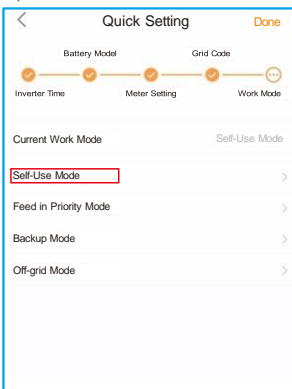 Quick Setting Done
Battery Model Grid Code
Inverter Time Meter Setting Work Mode
Current Work Mode Self-Use Mode
Self-Use Mode
Feed in Priority Mode
Backup Mode
Off-grid Mode